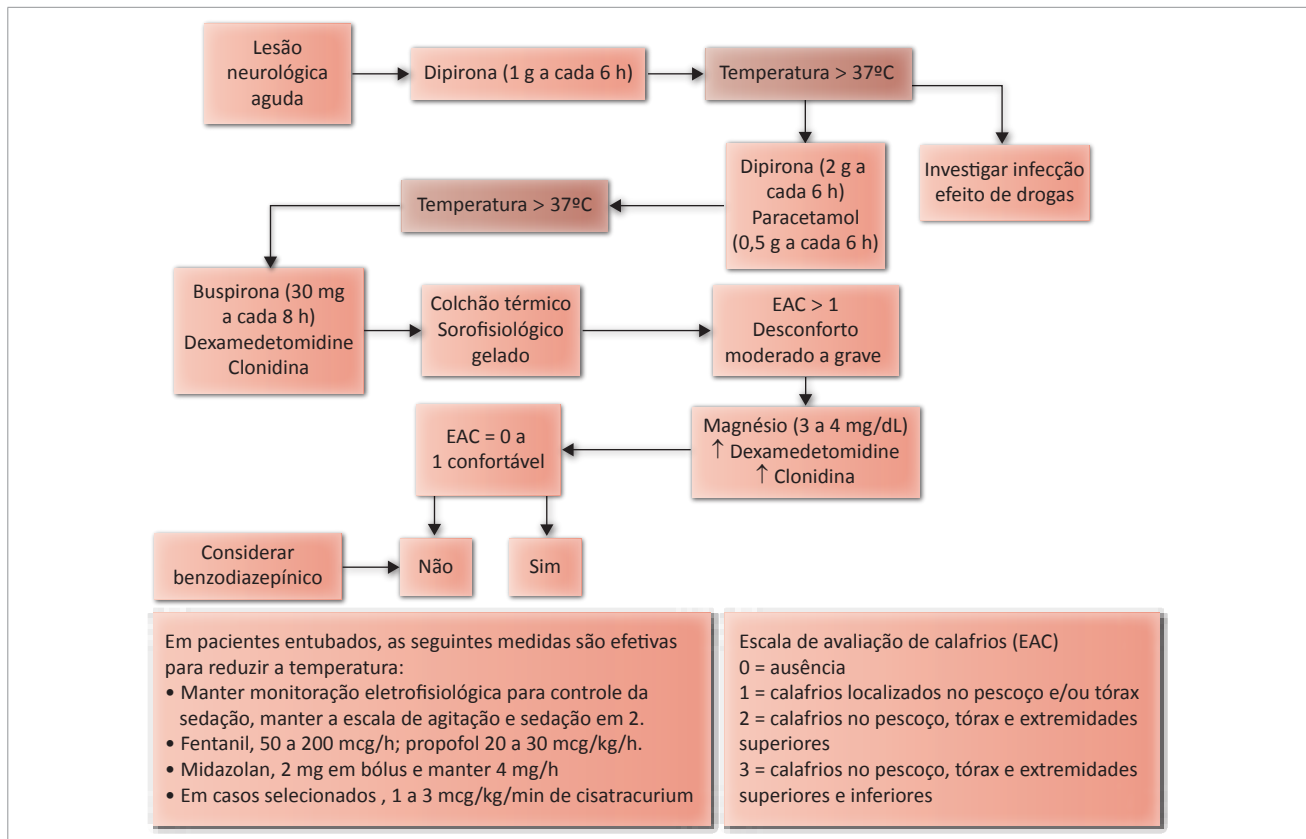 Lesão
neurológica
aguda
Dipirona (1 g a cada 6 h)
Temperatura > 37ºC
Dipirona (2 g a
cada 6 h)
Paracetamol
(0,5 g a cada 6 h)
Investigar infecção
efeito de drogas
Temperatura > 37ºC
Buspirona (30 mg
a cada 8 h)
Dexamedetomidine
Clonidina
Colchão térmico
Sorofisiológico
gelado
EAC > 1
Desconforto
moderado a grave
Magnésio (3 a 4 mg/dL)
↑ Dexamedetomidine
↑ Clonidina
EAC = 0 a
1 confortável
Considerar
benzodiazepínico
Não
Sim
Em pacientes entubados, as seguintes medidas são efetivas
para reduzir a temperatura:
• Manter monitoração eletrofisiológica para controle da
sedação, manter a escala de agitação e sedação em 2.
• Fentanil, 50 a 200 mcg/h; propofol 20 a 30 mcg/kg/h.
• Midazolan, 2 mg em bólus e manter 4 mg/h
• Em casos selecionados , 1 a 3 mcg/kg/min de cisatracurium
Escala de avaliação de calafrios (EAC)
0 = ausência
1 = calafrios localizados no pescoço e/ou tórax
2 = calafrios no pescoço, tórax e extremidades
superiores
3 = calafrios no pescoço, tórax e extremidades
superiores e inferiores